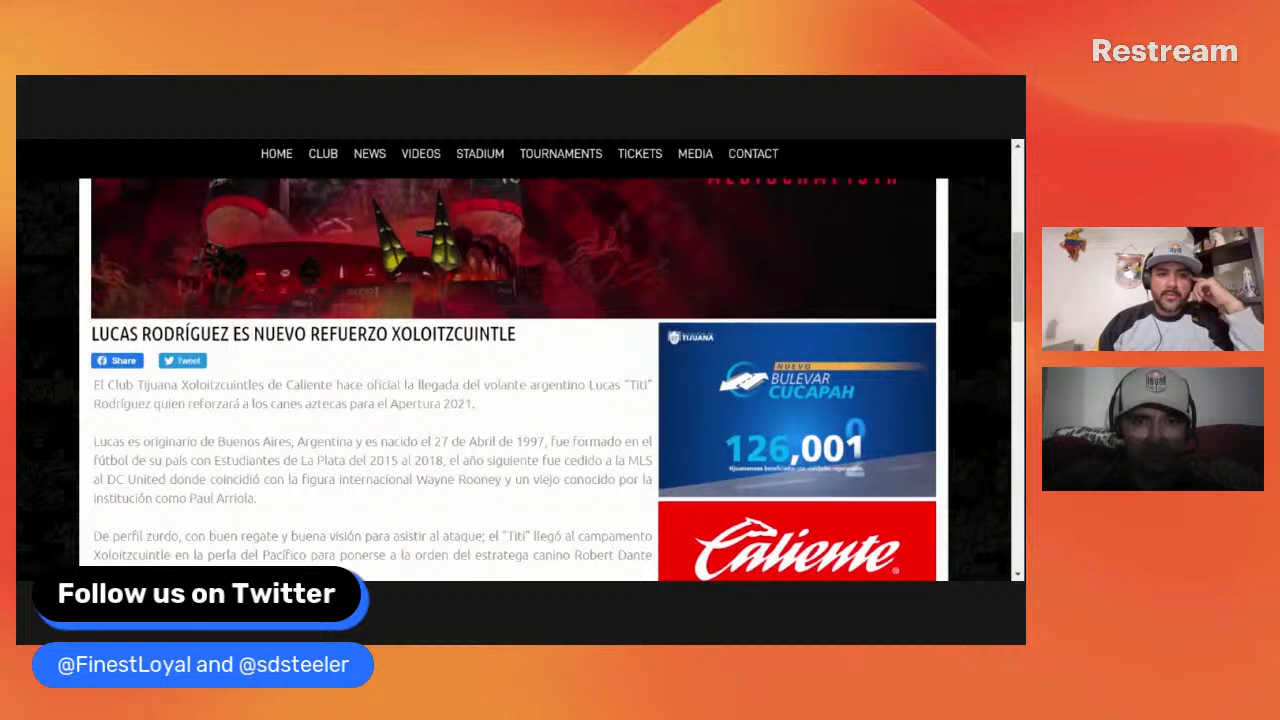 Restream
HOME CLUB NEWS VIDEOS STADIUM TOURNAMENTS TICKETS MEDIA CONTACT
LUCAS RODRÍGUEZ ES NUEVO REFUERZO XOLOITZCUINTLE
Share Tweet
El Club Tijuana Xoloitzcuintles de Caliente hace oficial la llegada del volante argentino Lucas "Titi"
Rodríguez quien reforzará a los canes aztecas para el Apertura 2021.
Lucas es originario de Buenos Aires, Argentina y es nacido el 27 de Abril de 1997, fue formado en el
fútbol de su país con Estudiantes de La Plata del 2015 al 2018, el año siguiente fue cedido a la MLS
al DC United donde coincidió con la figura internacional Wayne Rooney y un viejo conocido por la
institución como Paul Arriola.
De perfil zurdo, con buen regate y buena visión para asistir al ataque; el "Titi" llegó al campamento
Xoloitzcuintle en la perla del Pacífico para ponerse a la orden del estratega canino Robert Dante
TIJUANA
NUEVO
BULEVAR
CUCAPAH
126,001
tijuanenses beneficiados con vialidades regeneradas.
Caliente
Follow us on Twitter
@FinestLoyal and @sdsteeler